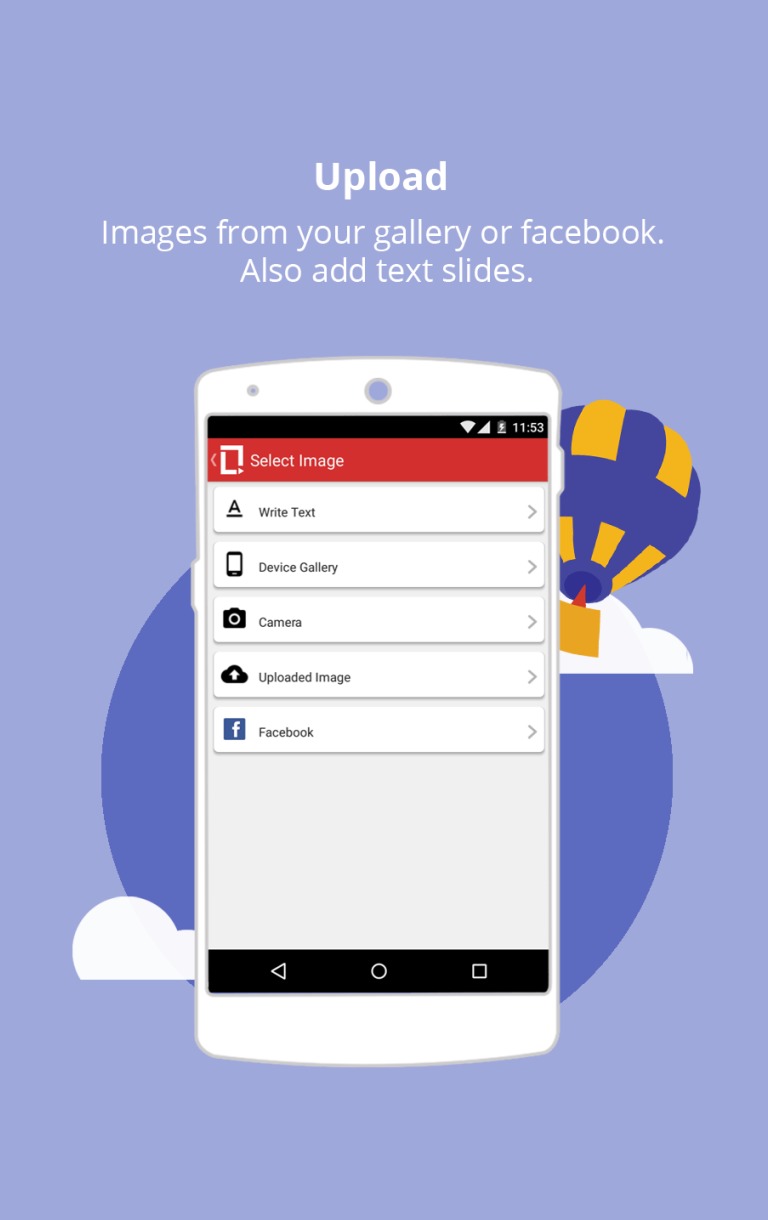 Upload
Images from your gallery or facebook.
Also add text slides.
11:53
Select Image
A Write Text
Device Gallery
Camera
Uploaded Image
f Facebook